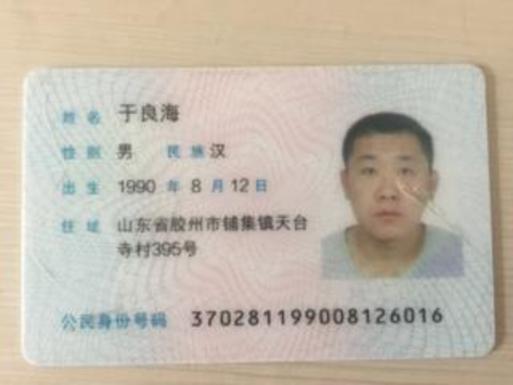 姓名 于良海
性别 男 民族 汉
出生 1990 年 8 月 12 日
住址 山东省胶州市铺集镇天台
寺村395号
公民身份号码 370281199008126016